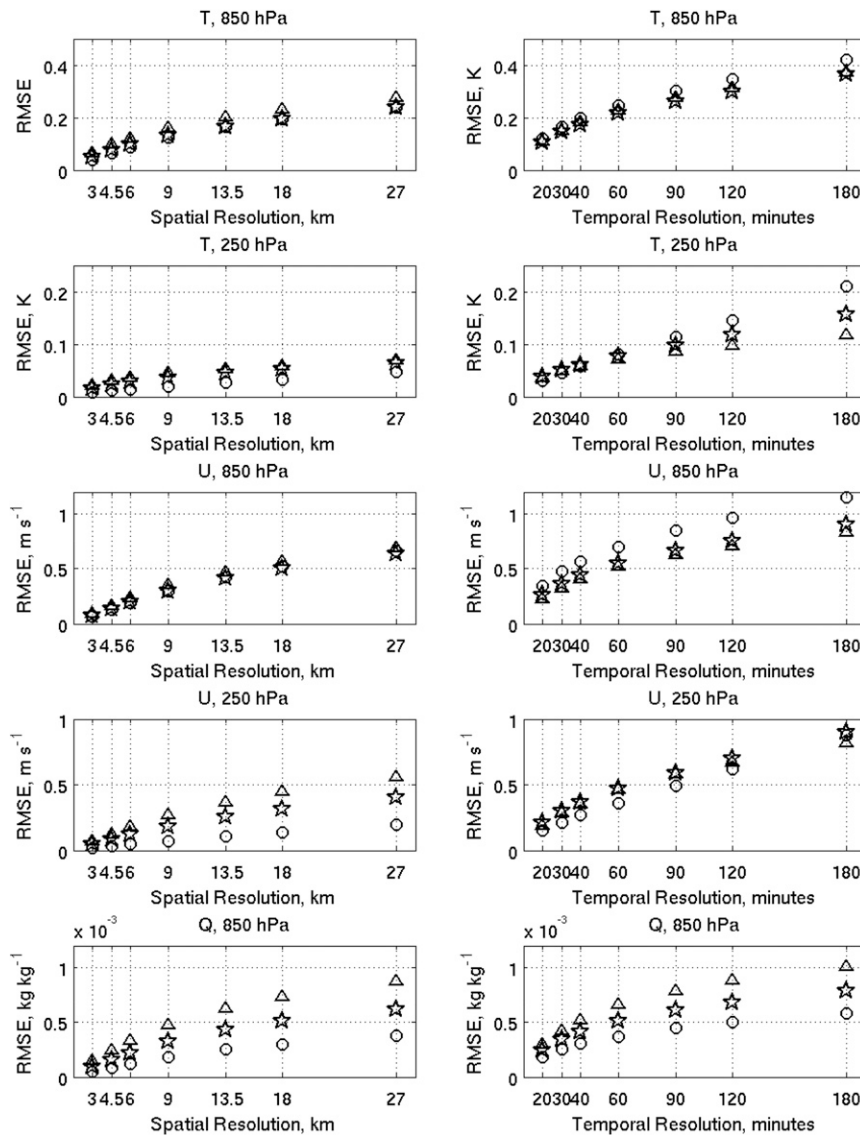 T, 850 hPa
RMSE
0.4
0.2
0
3 4.5 6 9 13.5 18 27
Spatial Resolution, km
T, 850 hPa
RMSE, K
0.4
0.2
0
20 30 40 60 90 120 180
Temporal Resolution, minutes
T, 250 hPa
RMSE, K
0.2
0.1
0
3 4.5 6 9 13.5 18 27
Spatial Resolution, km
T, 250 hPa
RMSE, K
0.2
0.1
0
20 30 40 60 90 120 180
Temporal Resolution, minutes
U, 850 hPa
RMSE, m s⁻¹
1
0.5
0
3 4.5 6 9 13.5 18 27
Spatial Resolution, km
U, 850 hPa
RMSE, m s⁻¹
1
0.5
0
20 30 40 60 90 120 180
Temporal Resolution, minutes
U, 250 hPa
RMSE, m s⁻¹
1
0.5
0
3 4.5 6 9 13.5 18 27
Spatial Resolution, km
U, 250 hPa
RMSE, m s⁻¹
1
0.5
0
20 30 40 60 90 120 180
Temporal Resolution, minutes
x 10⁻³
Q, 850 hPa
RMSE, kg kg⁻¹
1
0.5
0
3 4.5 6 9 13.5 18 27
Spatial Resolution, km
x 10⁻³
Q, 850 hPa
RMSE, kg kg⁻¹
1
0.5
0
20 30 40 60 90 120 180
Temporal Resolution, minutes